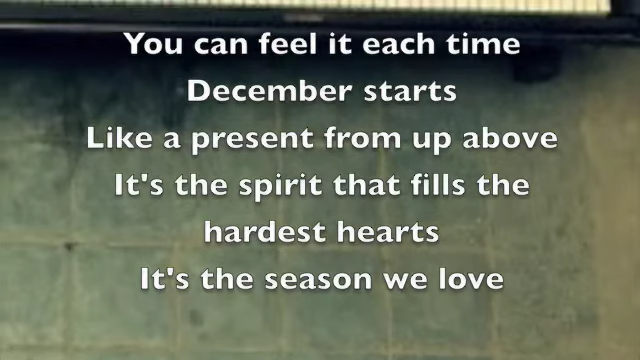 You can feel it each time
December starts
Like a present from up above
It's the spirit that fills the
hardest hearts
It's the season we love